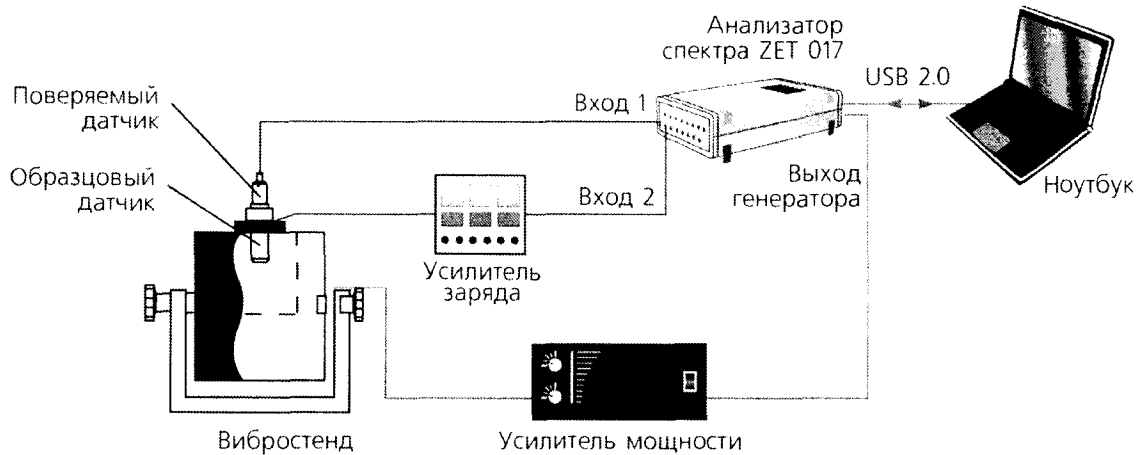 Анализатор
спектра ZET 017
USB 2.0
Поверяемый
датчик
Вход 1
Образцовый
датчик
Вход 2
Выход
генератора
Ноутбук
Усилитель
заряда
Вибростенд
Усилитель мощности